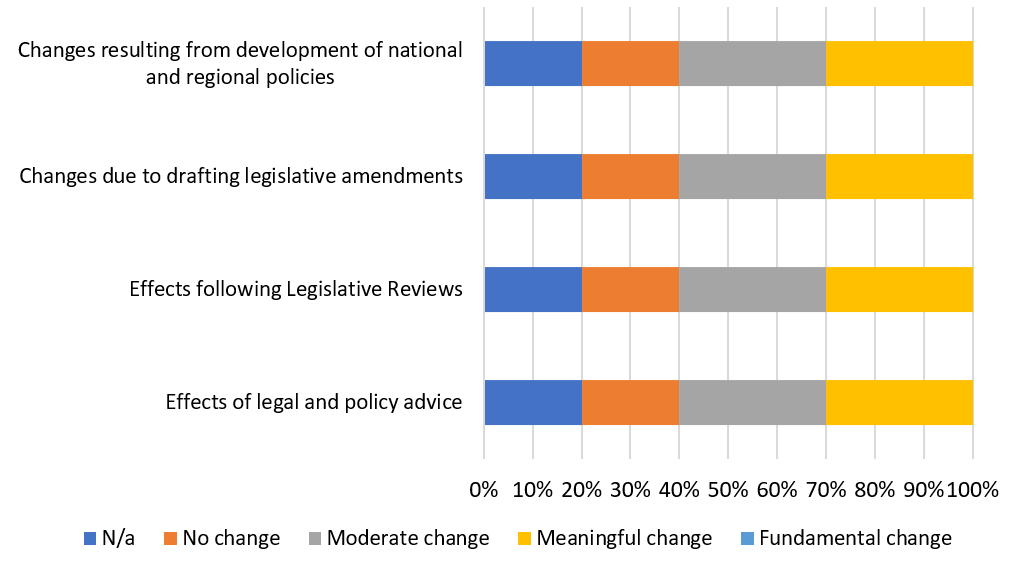 Changes resulting from development of national
and regional policies
Changes due to drafting legislative amendments
Effects following Legislative Reviews
Effects of legal and policy advice
0% 10% 20% 30% 40% 50% 60% 70% 80% 90% 100%
N/a No change Moderate change Meaningful change Fundamental change